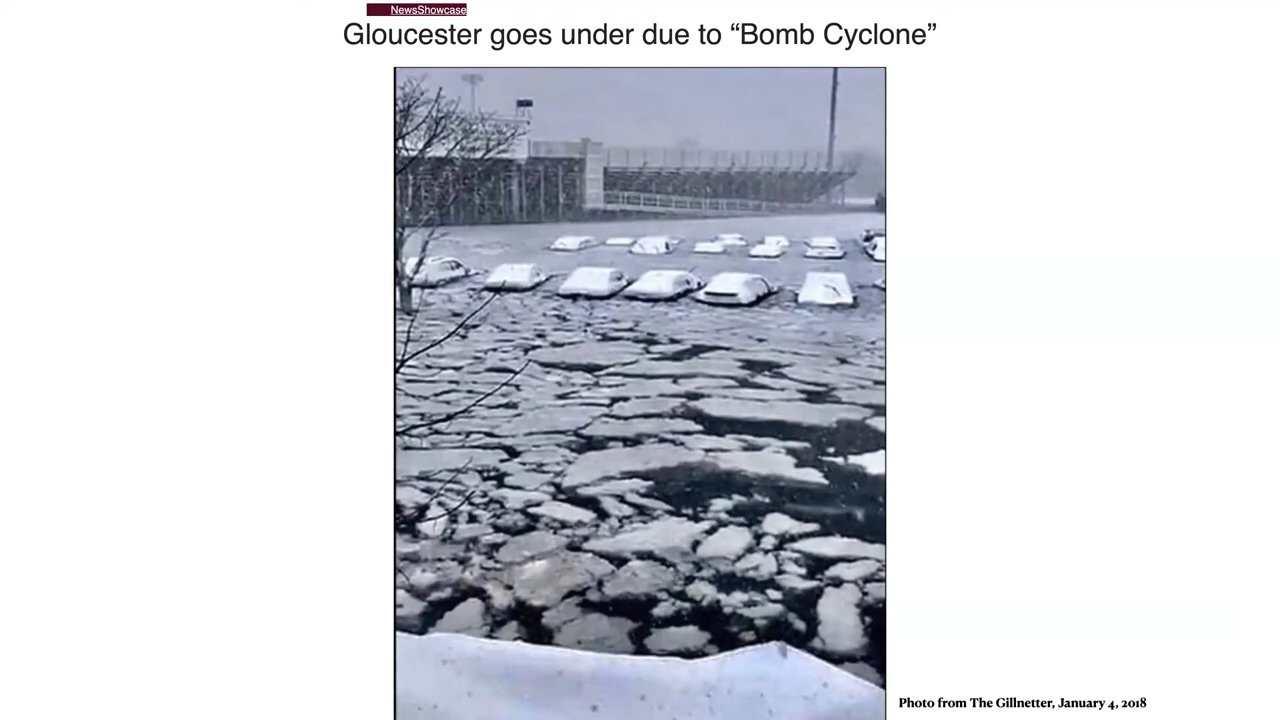 NewsShowcase
Gloucester goes under due to “Bomb Cyclone”
Photo from The Gillnetter, January 4, 2018